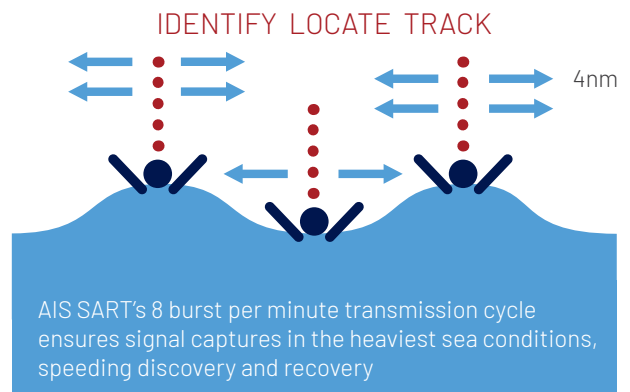 IDENTIFY LOCATE TRACK
4nm
AIS SART's 8 burst per minute transmission cycle
ensures signal captures in the heaviest sea conditions,
speeding discovery and recovery